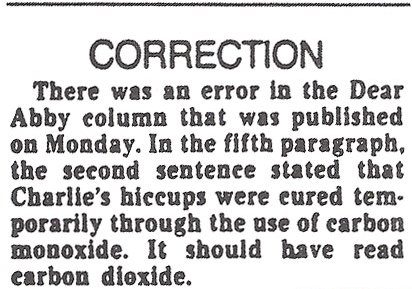 CORRECTION
There was an error in the Dear
Abby column that was published
on Monday. In the fifth paragraph,
the second sentence stated that
Charlie's hiccups were cured tem-
porarily through the use of carbon
monoxide. It should have read
carbon dioxide.